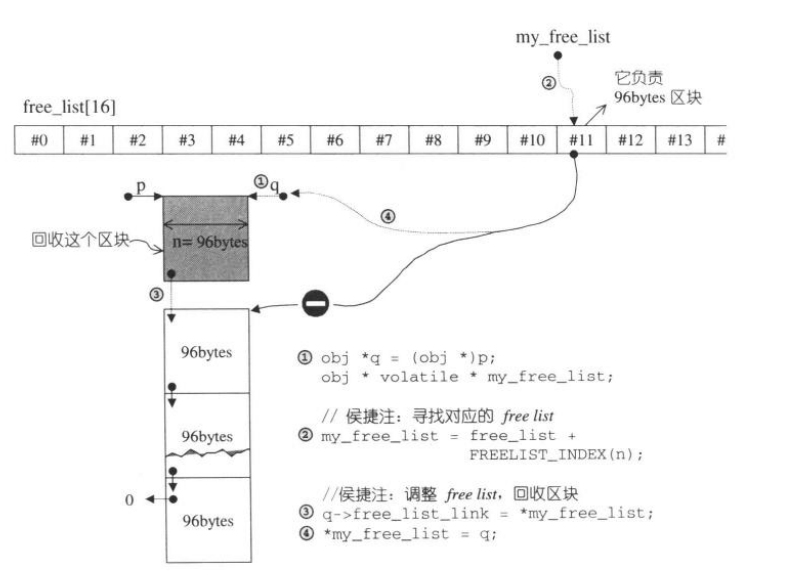 my_free_list
②
它负责
96bytes 区块
free_list[16]
#0 #1 #2 #3 #4 #5 #6 #7 #8 #9 #10 #11 #12 #13 #
p
①q
④
回收这个区块
n= 96bytes
③
96bytes
① obj *q = (obj *)p;
obj * volatile * my_free_list;
// 侯捷注：寻找对应的 free list
96bytes
② my_free_list = free_list +
FREELIST_INDEX(n);
//侯捷注：调整 free list，回收区块
0
③ q->free_list_link = *my_free_list;
96bytes
④ *my_free_list = q;